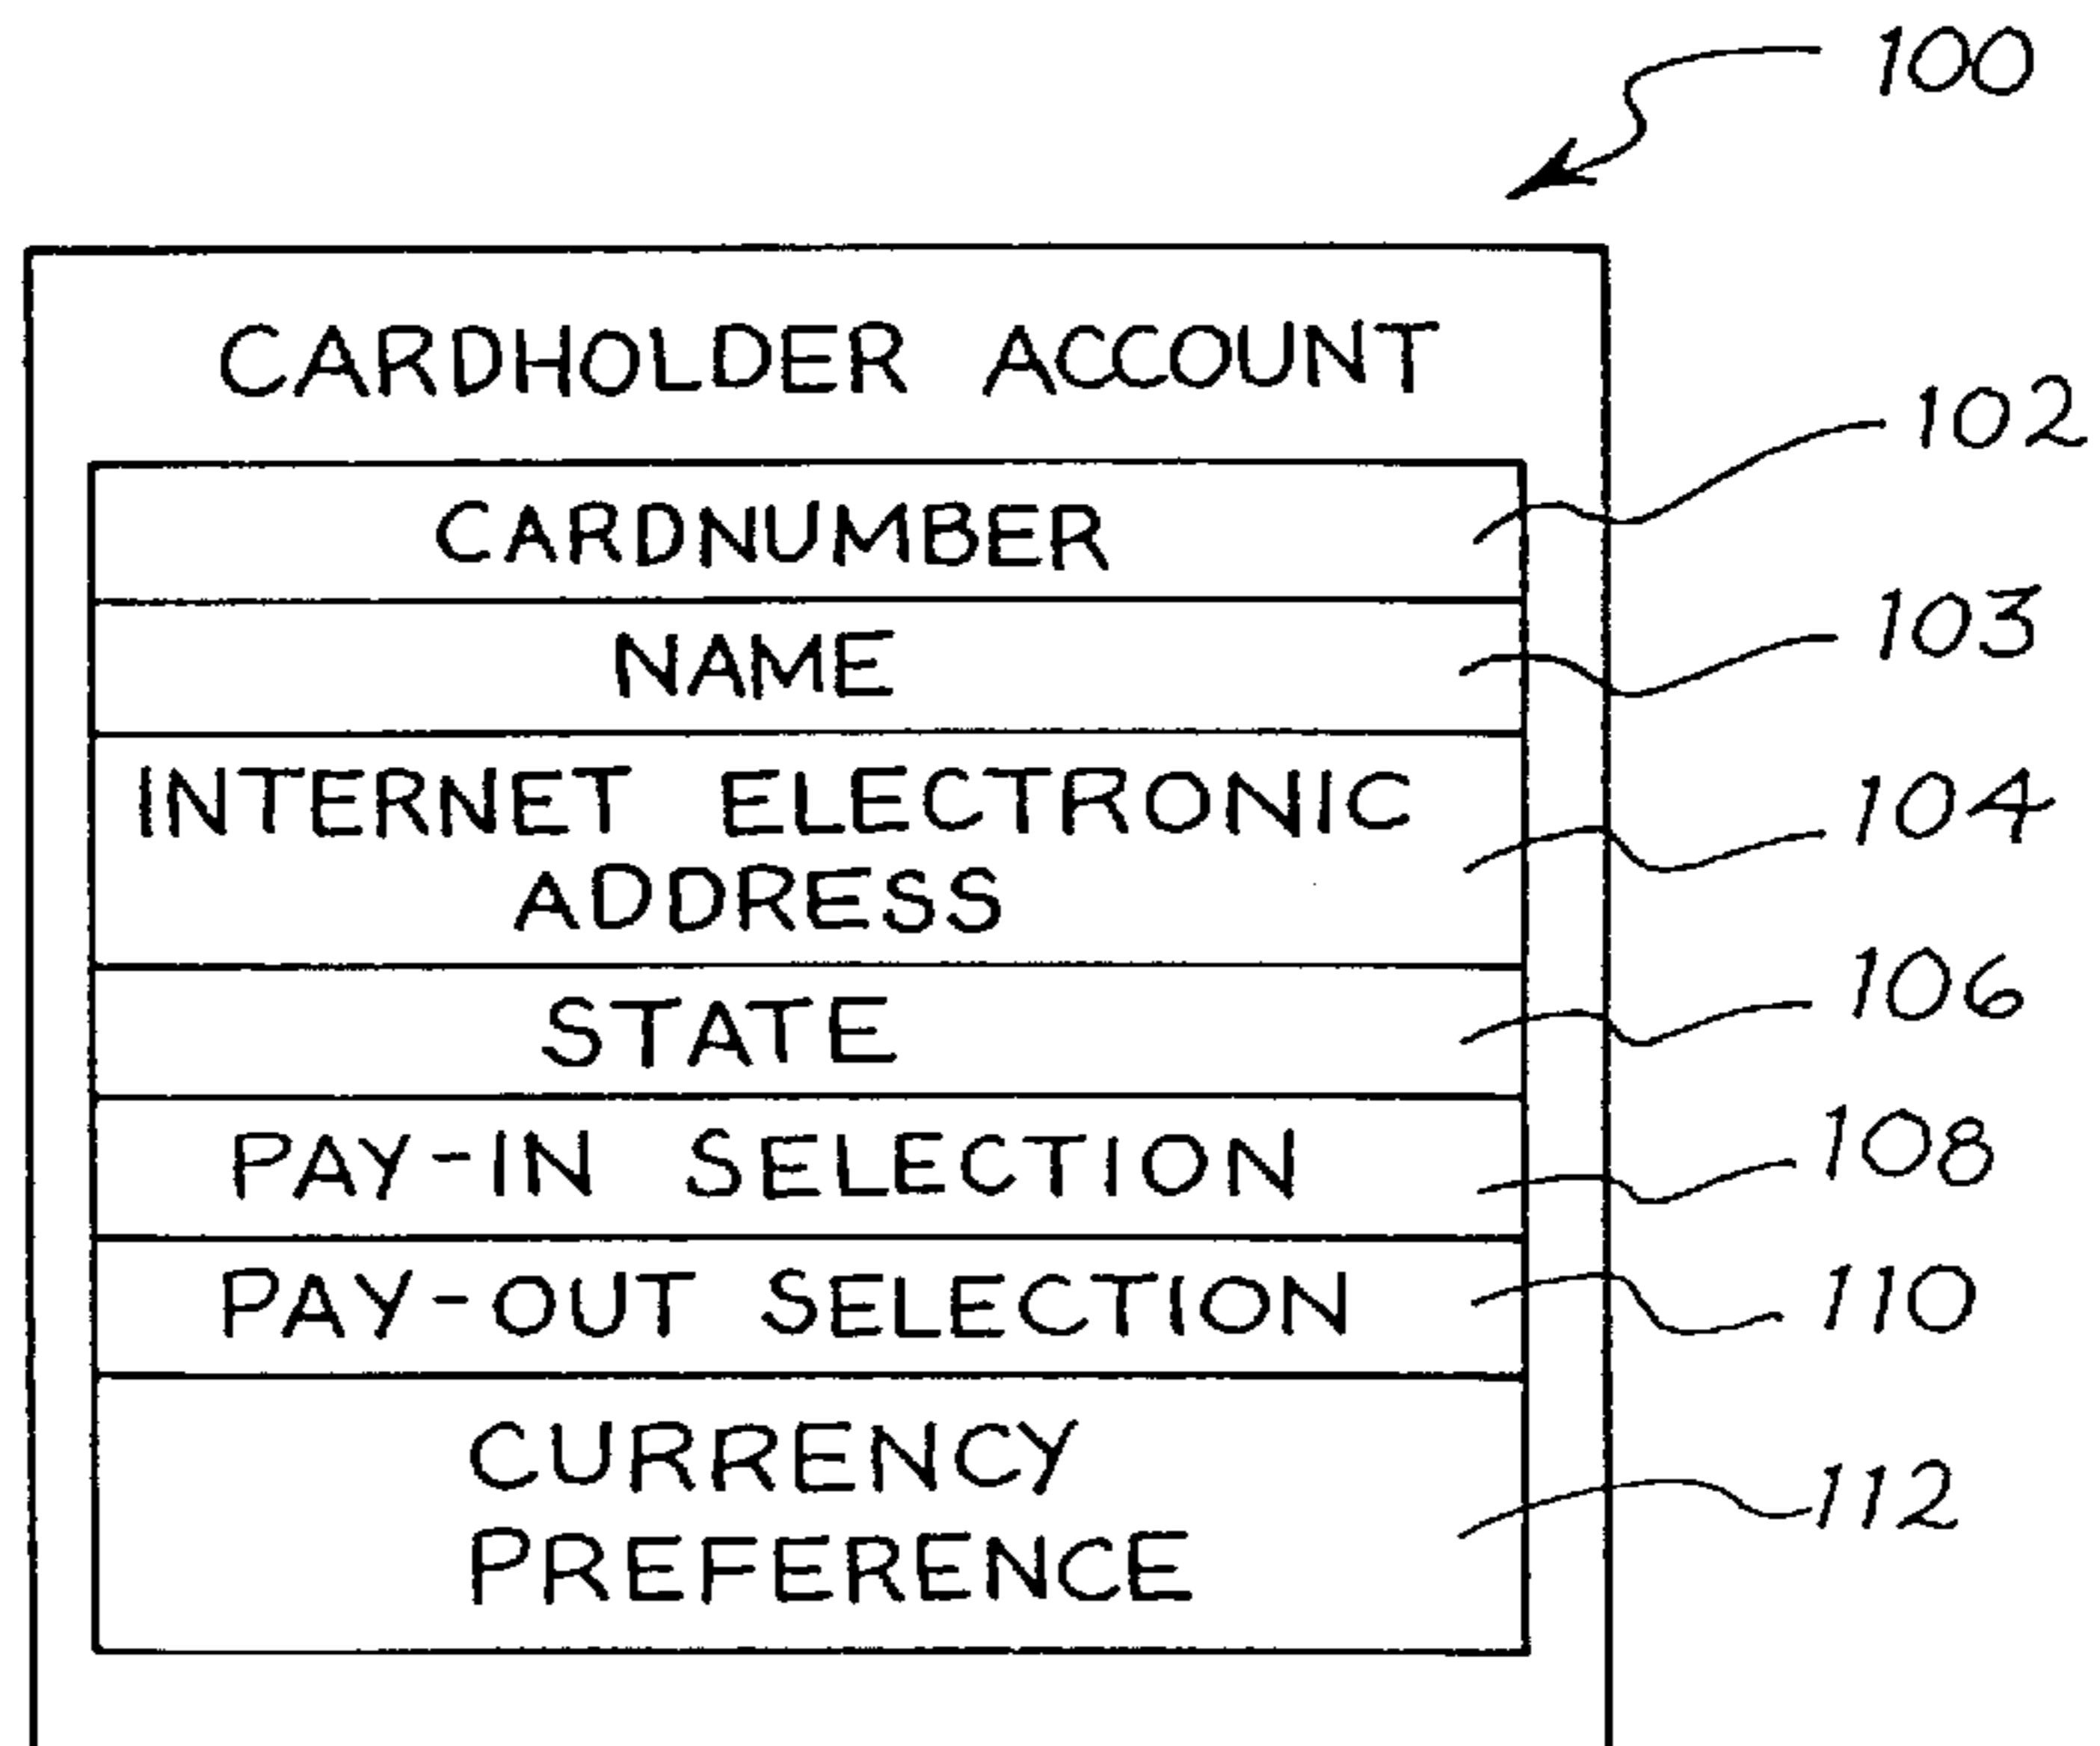 100
CARDHOLDER ACCOUNT
CARDNUMBER 102
NAME 103
INTERNET ELECTRONIC
ADDRESS 104
STATE 106
PAY-IN SELECTION 108
PAY-OUT SELECTION 110
CURRENCY
PREFERENCE 112